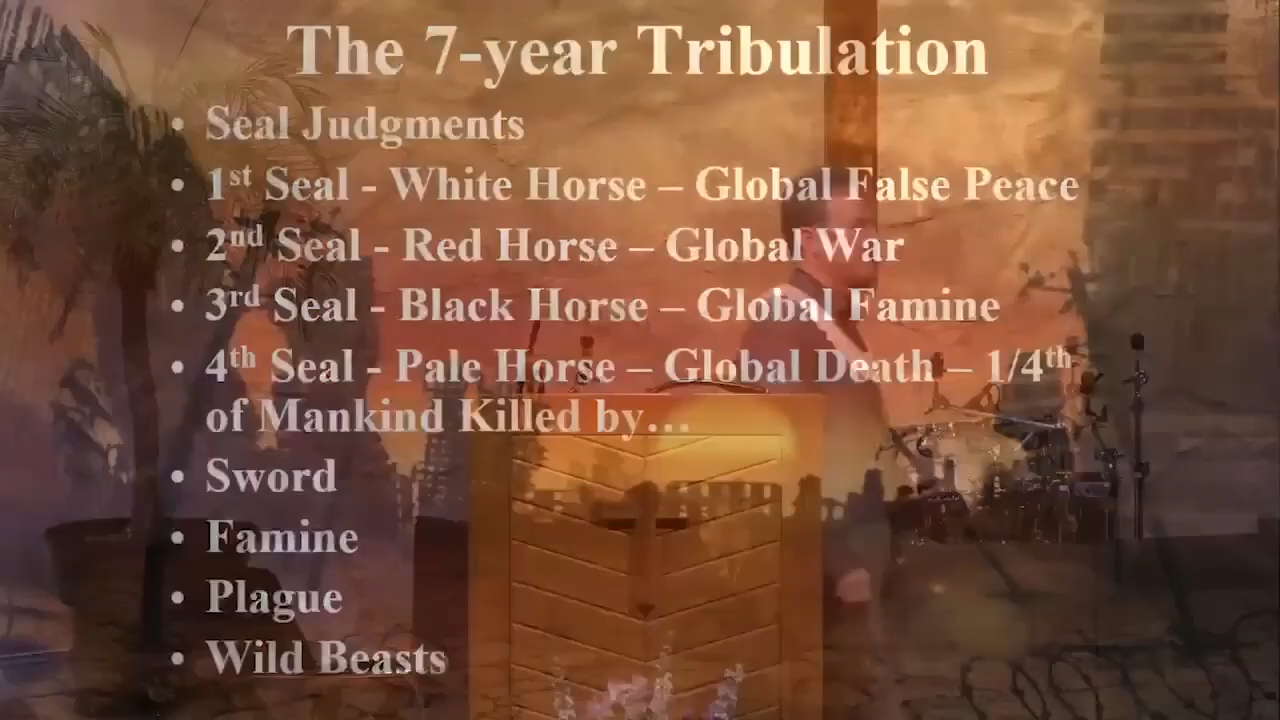 The 7-year Tribulation
• Seal Judgments
• 1st Seal - White Horse – Global False Peace
• 2nd Seal - Red Horse – Global War
• 3rd Seal - Black Horse – Global Famine
• 4th Seal - Pale Horse – Global Death – 1/4th
of Mankind Killed by…
• Sword
• Famine
• Plague
• Wild Beasts